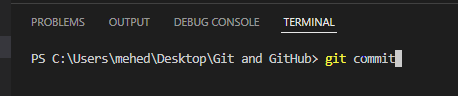 PROBLEMS OUTPUT DEBUG CONSOLE TERMINAL
PS C:\Users\mehed\Desktop\Git and GitHub> git commit